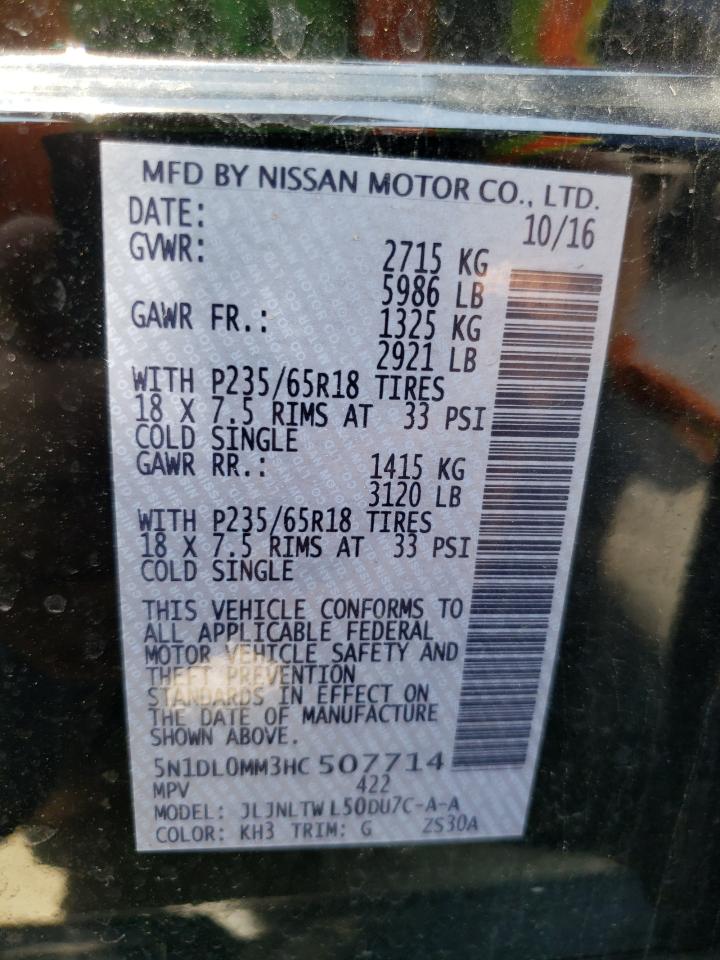 MFD BY NISSAN MOTOR CO., LTD.
DATE: 10/16
GVWR: 2715 KG
5986 LB
GAWR FR.: 1325 KG
2921 LB
WITH P235/65R18 TIRES
18 X 7.5 RIMS AT 33 PSI
COLD SINGLE
GAWR RR.: 1415 KG
3120 LB
WITH P235/65R18 TIRES
18 X 7.5 RIMS AT 33 PSI
COLD SINGLE
THIS VEHICLE CONFORMS TO
ALL APPLICABLE FEDERAL
MOTOR VEHICLE SAFETY AND
THEFT PREVENTION
STANDARDS IN EFFECT ON
THE DATE OF MANUFACTURE
SHOWN ABOVE.
5N1DL0MM3HC 507714
MPV 422
MODEL: JLJNLTW L50DU7C-A-A
COLOR: KH3 TRIM: G ZS30A